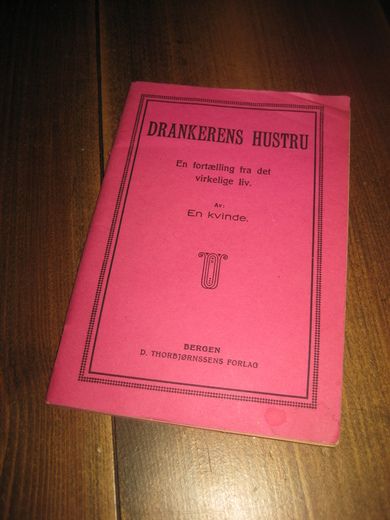 DRANKERENS HUSTRU
En fortælling fra det
virkelige liv.
Av:
En kvinde.
BERGEN
D. THORBJØRNSSENS FORLAG